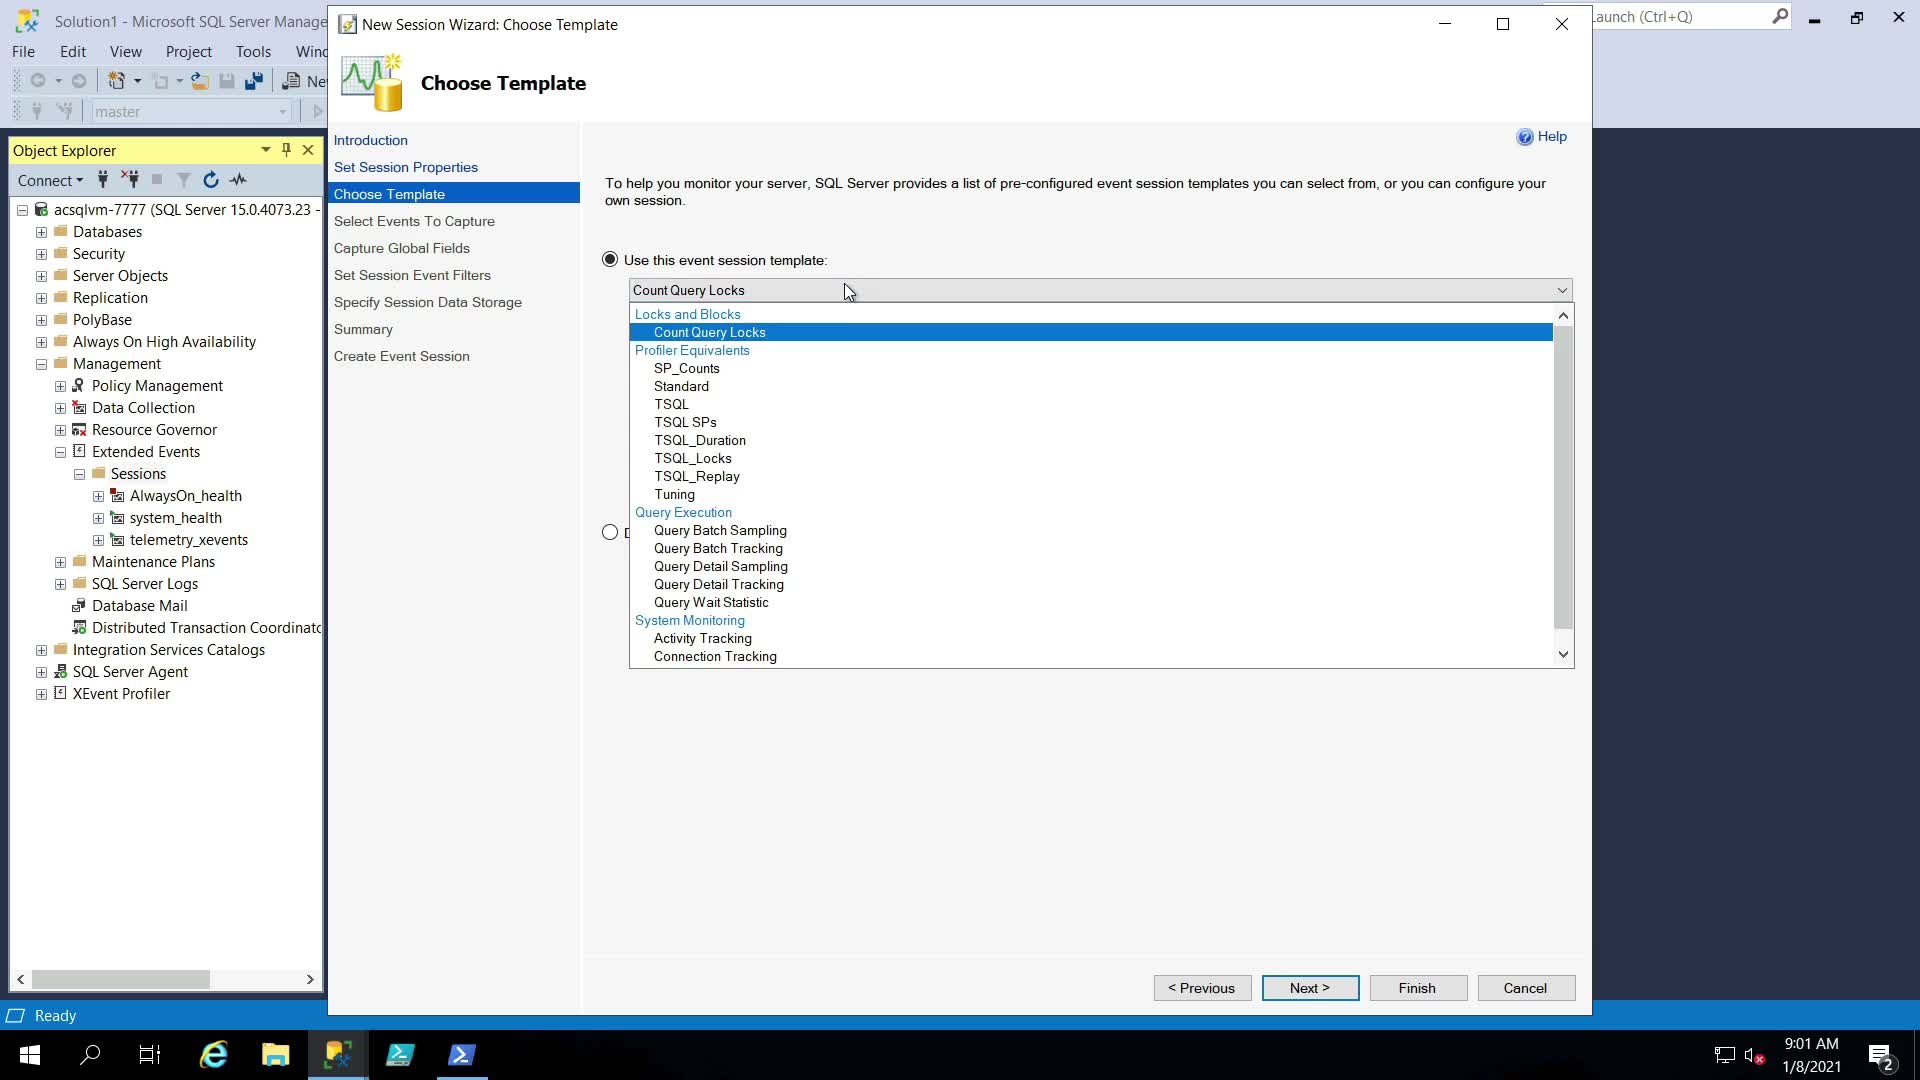 Solution1 - Microsoft SQL Server Manage
File Edit View Project Tools Wind
Ne
master
Launch (Ctrl+Q)
New Session Wizard: Choose Template
Choose Template
Object Explorer
Connect
acsqlvm-7777 (SQL Server 15.0.4073.23 -
Databases
Security
Server Objects
Replication
PolyBase
Always On High Availability
Management
Policy Management
Data Collection
Resource Governor
Extended Events
Sessions
AlwaysOn_health
system_health
telemetry_xevents
Maintenance Plans
SQL Server Logs
Database Mail
Distributed Transaction Coordinato
Integration Services Catalogs
SQL Server Agent
XEvent Profiler
Introduction
Set Session Properties
Choose Template
Select Events To Capture
Capture Global Fields
Set Session Event Filters
Specify Session Data Storage
Summary
Create Event Session
Help
To help you monitor your server, SQL Server provides a list of pre-configured event session templates you can select from, or you can configure your
own session.
Use this event session template:
Count Query Locks
Locks and Blocks
Count Query Locks
Profiler Equivalents
SP_Counts
Standard
TSQL
TSQL SPs
TSQL_Duration
TSQL_Locks
TSQL_Replay
Tuning
Query Execution
Query Batch Sampling
Query Batch Tracking
Query Detail Sampling
Query Detail Tracking
Query Wait Statistic
System Monitoring
Activity Tracking
Connection Tracking
< Previous Next > Finish Cancel
Ready
9:01 AM
1/8/2021
2